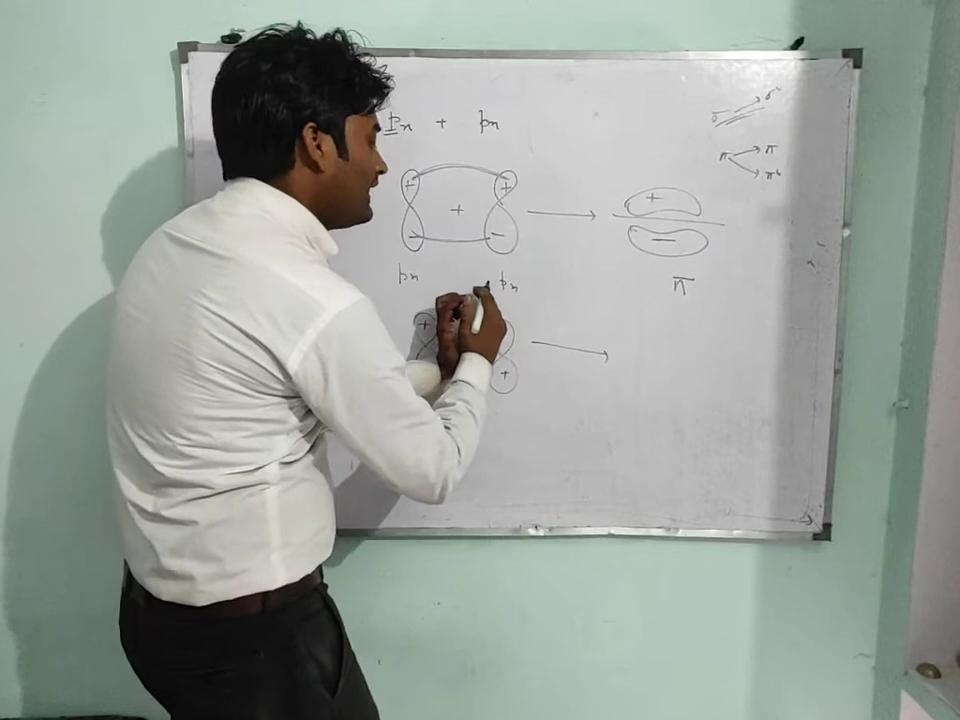 Px + px
+ + +
- -
px px
+
+
+
-
π
σ σ*
π π
π*